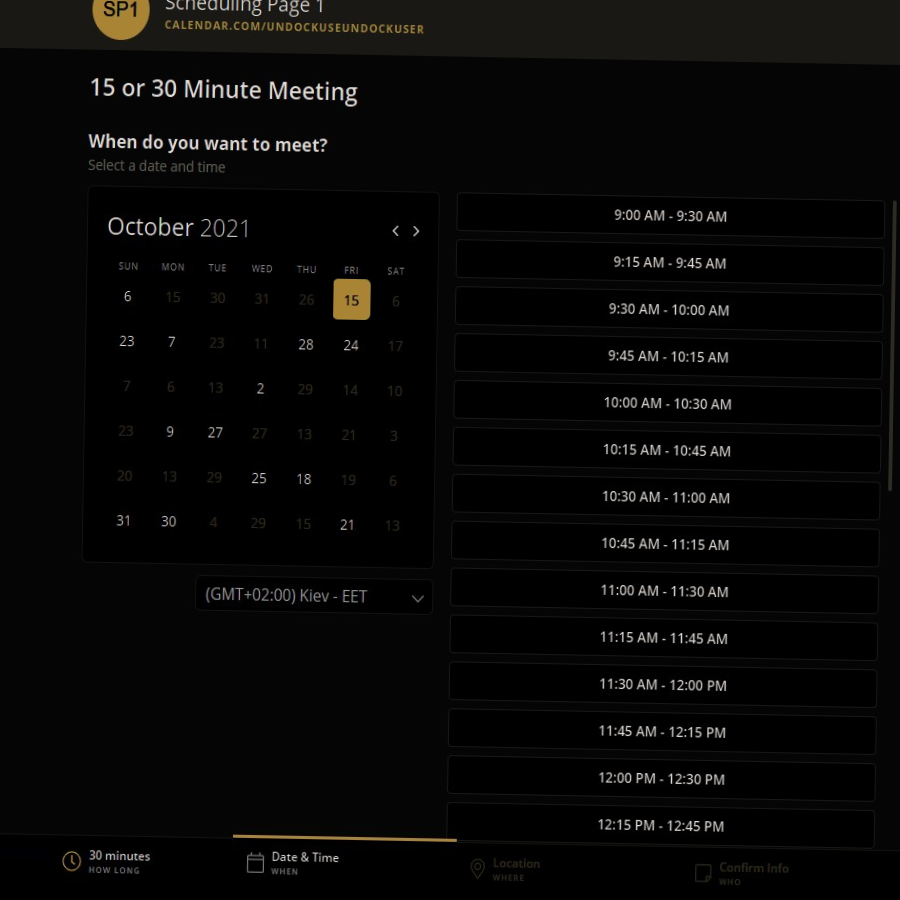 SP1
Scheduling Page 1
CALENDAR.COM/UNDOCKUSEUNDOCKUSER
15 or 30 Minute Meeting
When do you want to meet?
Select a date and time
October 2021
SUN MON TUE WED THU FRI SAT
6 15 30 31 26 15 6
23 7 23 11 28 24 17
7 6 13 2 29 14 10
23 9 27 27 13 21 3
20 13 29 25 18 19 6
31 30 4 29 15 21 13
(GMT+02:00) Kiev - EET
9:00 AM - 9:30 AM
9:15 AM - 9:45 AM
9:30 AM - 10:00 AM
9:45 AM - 10:15 AM
10:00 AM - 10:30 AM
10:15 AM - 10:45 AM
10:30 AM - 11:00 AM
10:45 AM - 11:15 AM
11:00 AM - 11:30 AM
11:15 AM - 11:45 AM
11:30 AM - 12:00 PM
11:45 AM - 12:15 PM
12:00 PM - 12:30 PM
12:15 PM - 12:45 PM
30 minutes
HOW LONG
Date & Time
WHEN
Location
WHERE
Confirm Info
WHO